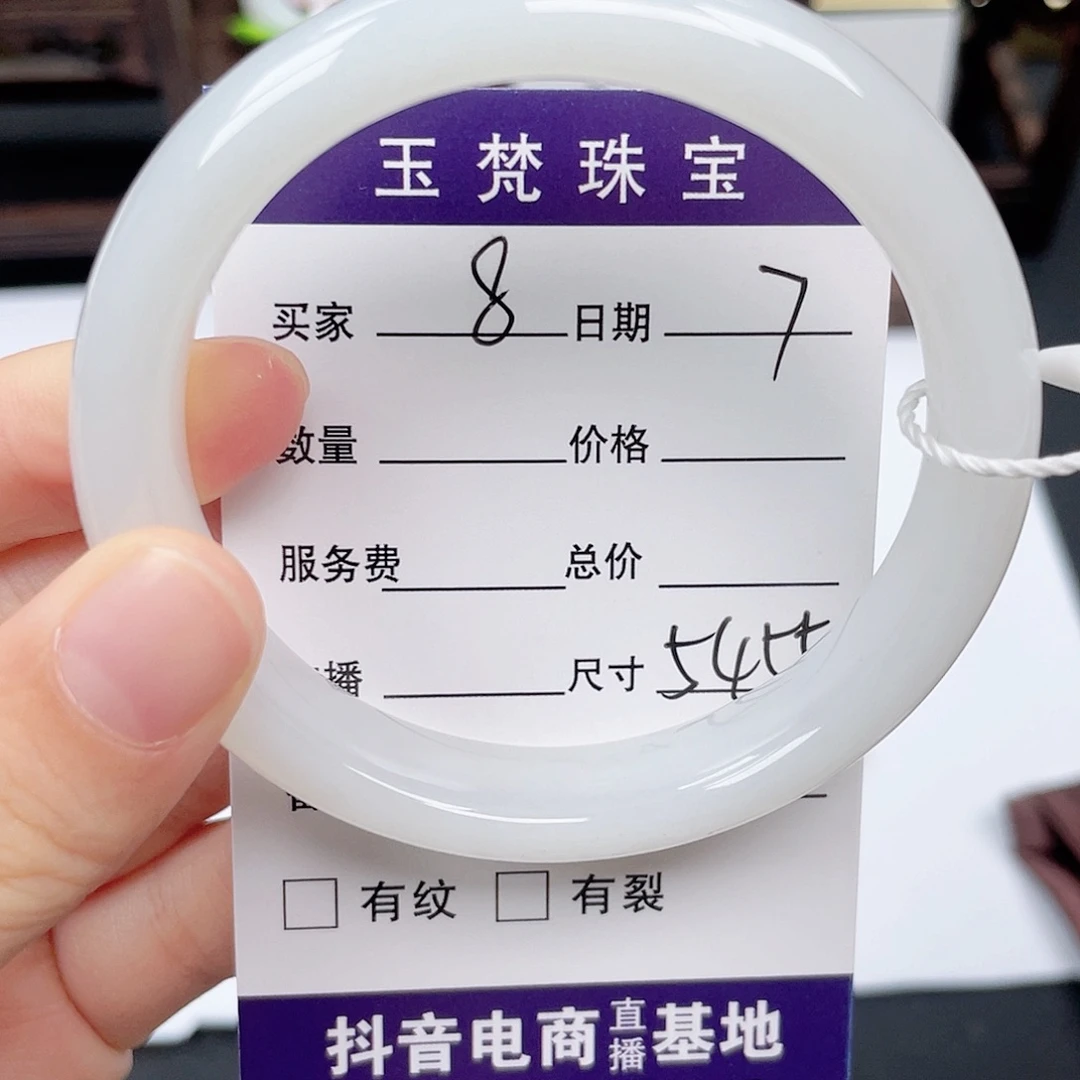 玉梵珠宝
买家 8 日期 7
数量 价格
服务费 总价
播 尺寸 545+
有纹 有裂
抖音电商直播基地